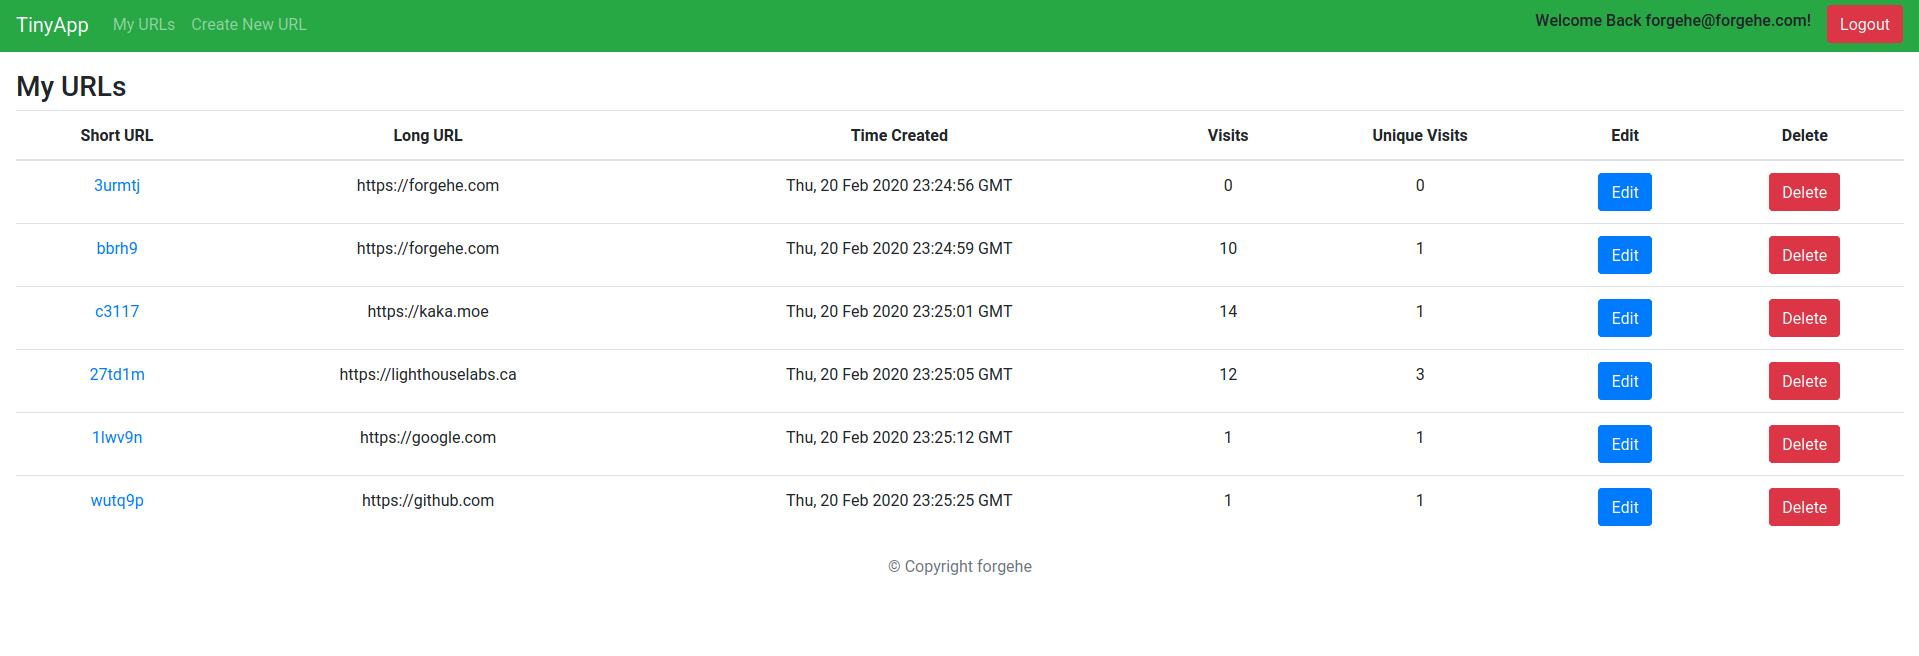 TinyApp My URLs Create New URL Welcome Back forgehe@forgehe.com! Logout
My URLs
Short URL Long URL Time Created Visits Unique Visits Edit Delete
3urmtj https://forgehe.com Thu, 20 Feb 2020 23:24:56 GMT 0 0 Edit Delete
bbrh9 https://forgehe.com Thu, 20 Feb 2020 23:24:59 GMT 10 1 Edit Delete
c3117 https://kaka.moe Thu, 20 Feb 2020 23:25:01 GMT 14 1 Edit Delete
27td1m https://lighthouselabs.ca Thu, 20 Feb 2020 23:25:05 GMT 12 3 Edit Delete
1lwv9n https://google.com Thu, 20 Feb 2020 23:25:12 GMT 1 1 Edit Delete
wutq9p https://github.com Thu, 20 Feb 2020 23:25:25 GMT 1 1 Edit Delete
© Copyright forgehe